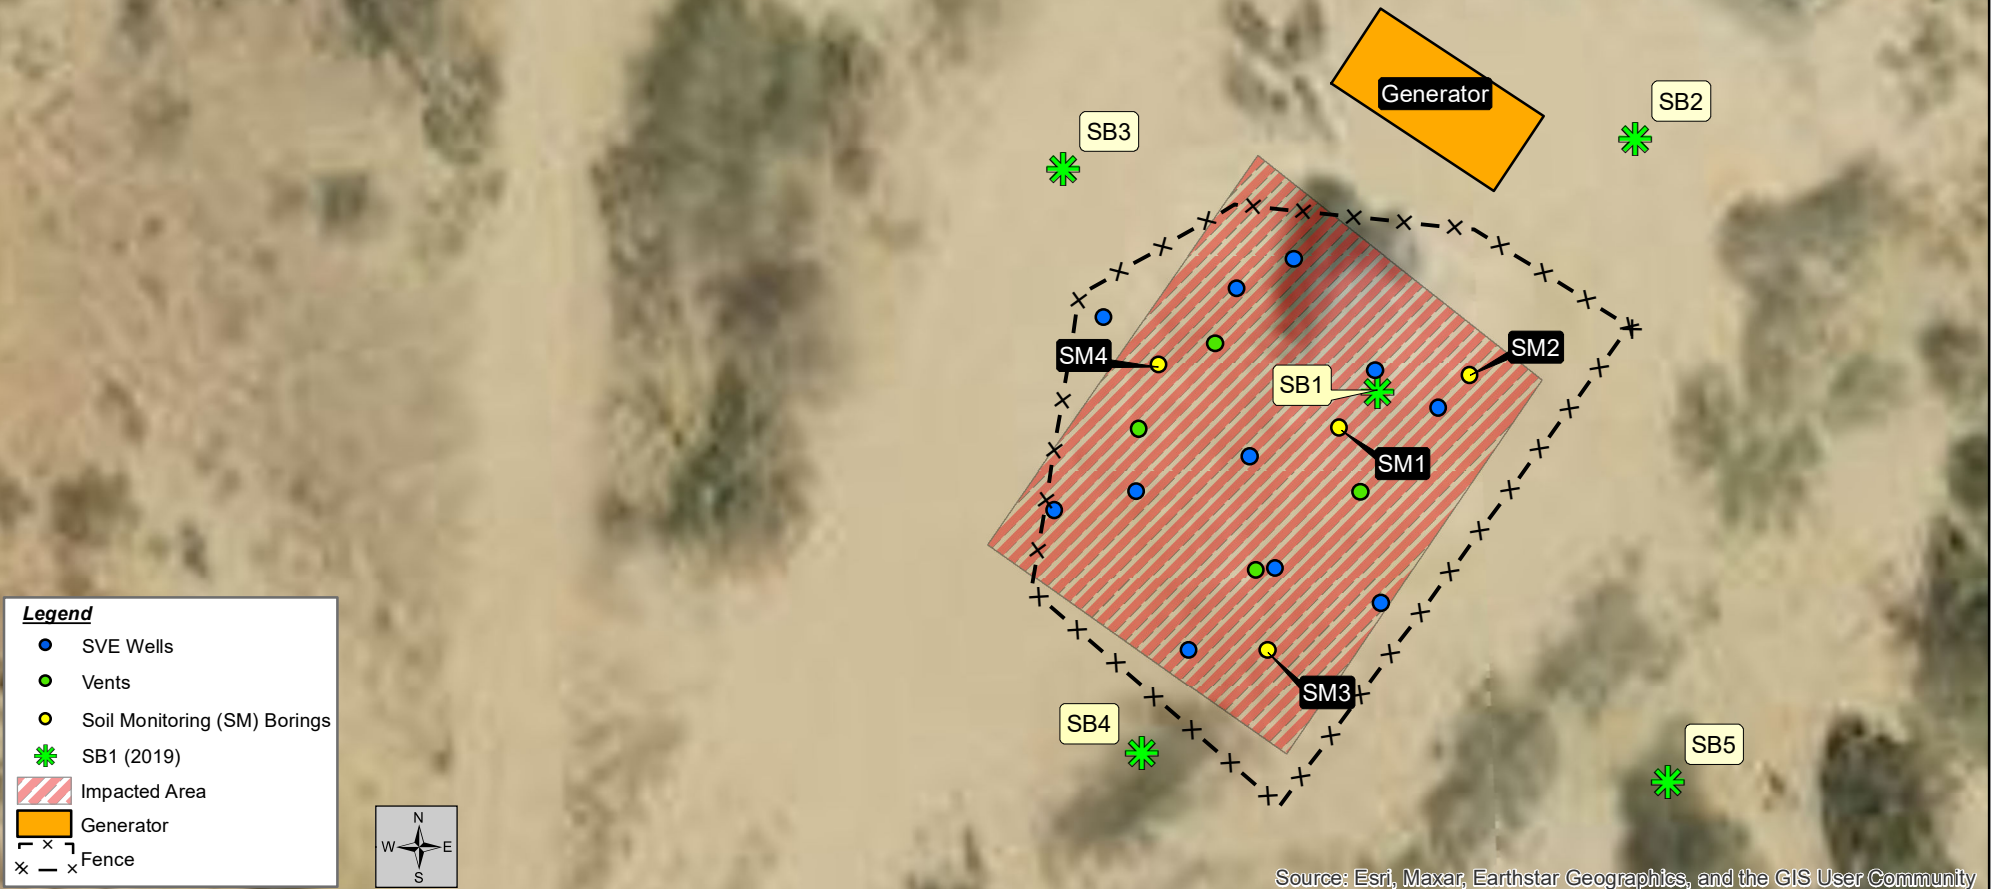 Generator
SB2
SB3
SM2
SM4
SB1
SM1
SM3
SB4
SB5
Legend
SVE Wells
Vents
Soil Monitoring (SM) Borings
SB1 (2019)
Impacted Area
Generator
Fence
N
W E
S
Source: Esri, Maxar, Earthstar Geographics, and the GIS User Community